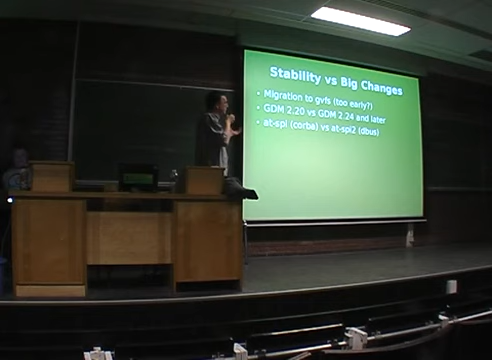 Stability vs Big Changes
• Migration to gvfs (too early?)
• GDM 2.20 vs GDM 2.24 and later
• at-spi (corba) vs at-spi2 (dbus)